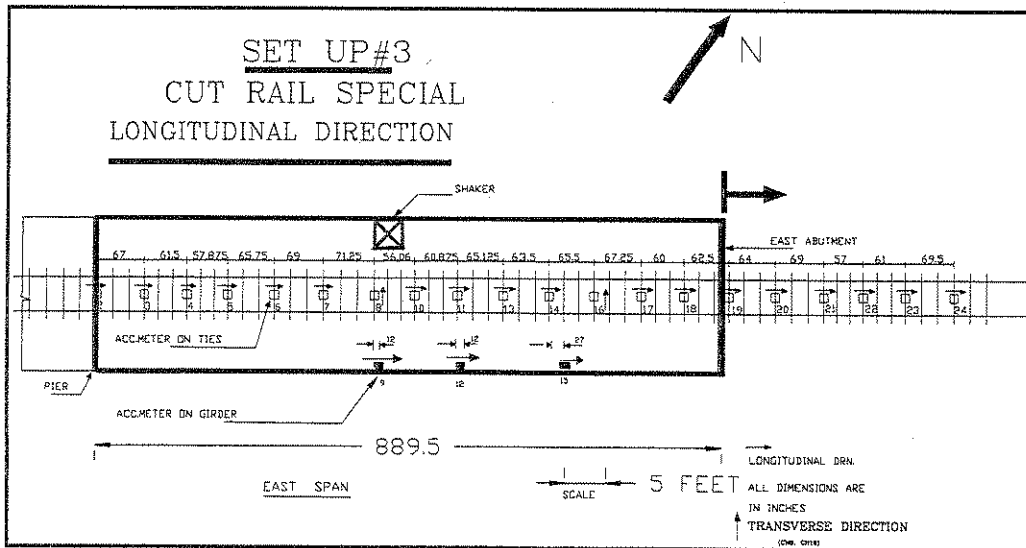 SET UP#3
CUT RAIL SPECIAL
LONGITUDINAL DIRECTION
N
SHAKER
EAST ABUTMENT
67 61.5 57.875 65.75 69 71.25 56.06 60.875 65.125 63.5 65.5 67.25 60 62.5 64 69 57 61 69.5
3 4 5 6 7 8 10 11 13 14 16 17 18 19 20 21 22 23 24
ACC.METER ON TIES
12 12 27
PIER
9 12 15
ACC.METER ON GIRDER
889.5
LONGITUDINAL DRN.
EAST SPAN
SCALE
5 FEET
ALL DIMENSIONS ARE
IN INCHES
TRANSVERSE DIRECTION